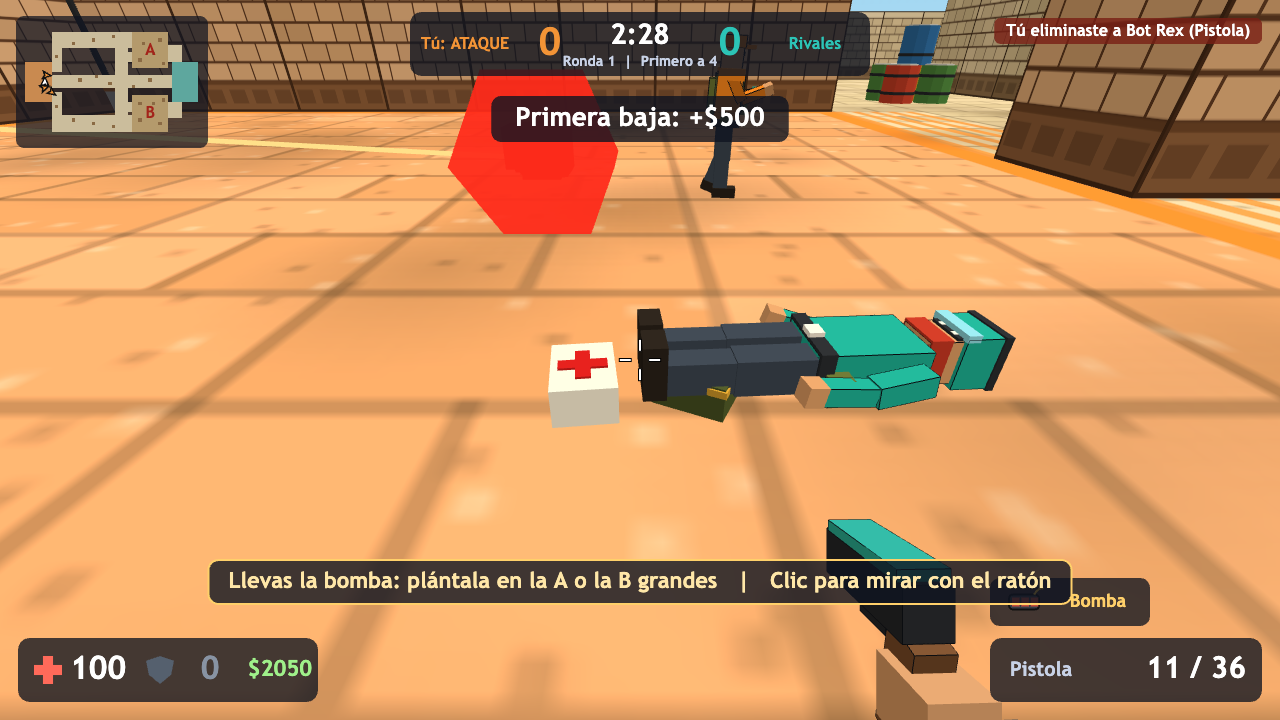 A
B
Tú: ATAQUE
0
2:28
0
Rivales
Ronda 1 | Primero a 4
Tú eliminaste a Bot Rex (Pistola)
Primera baja: +$500
Llevas la bomba: plántala en la A o la B grandes | Clic para mirar con el ratón
Bomba
100
0
$2050
Pistola
11 / 36